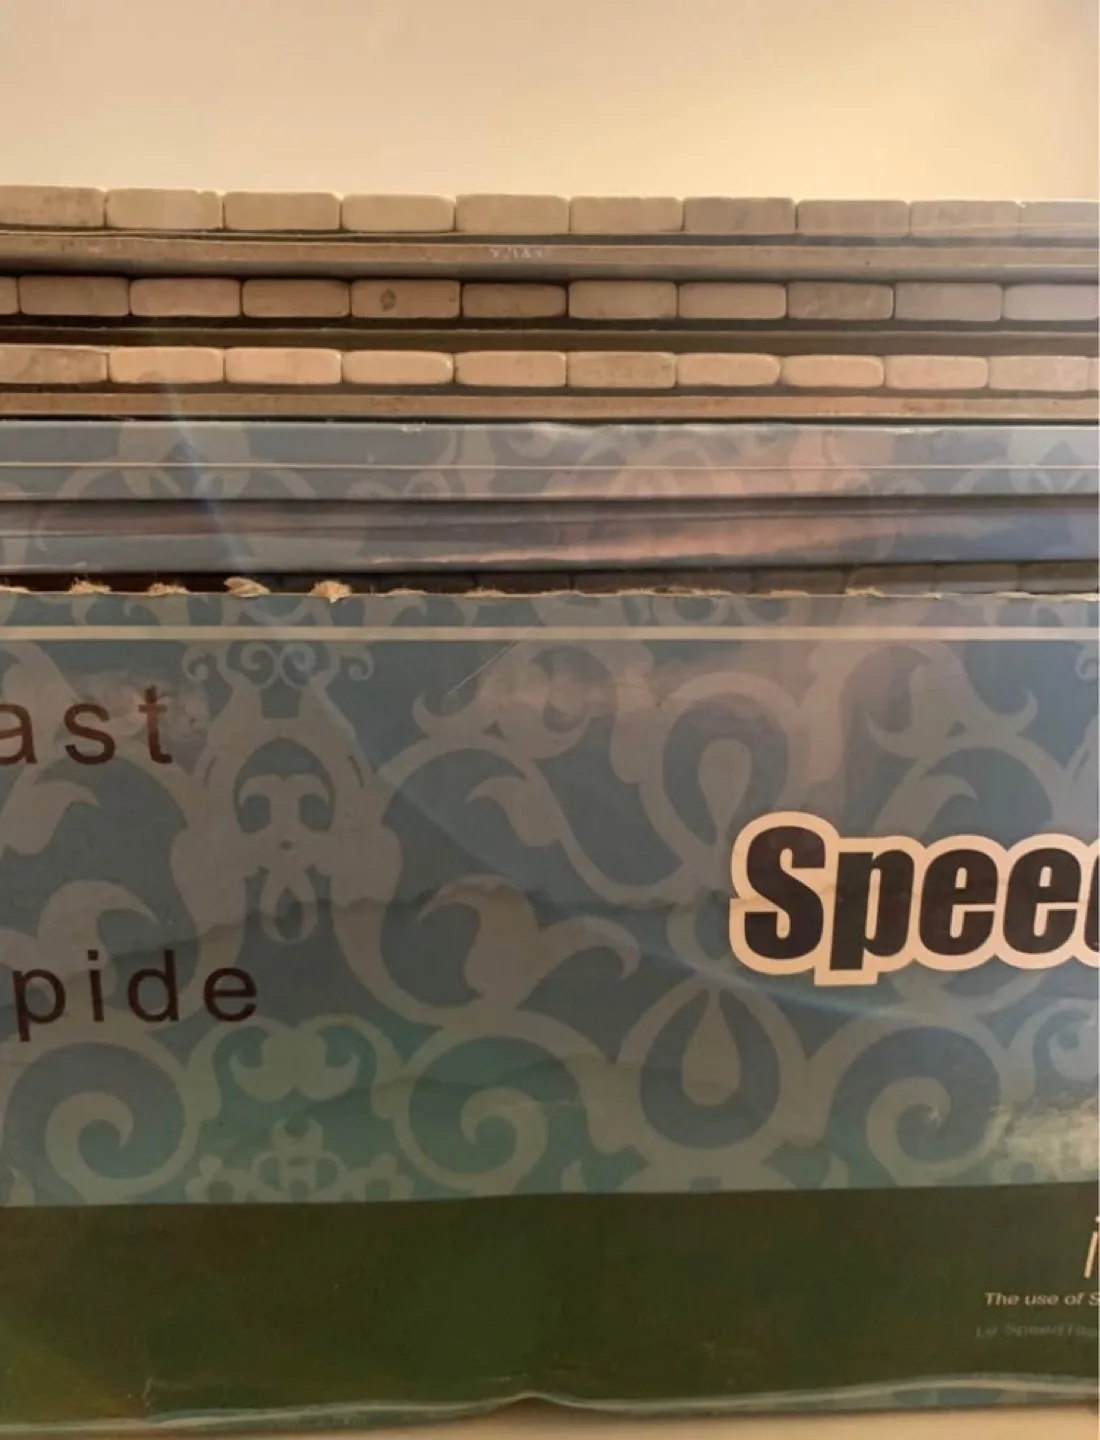 ast
Spee
pide
The use of S